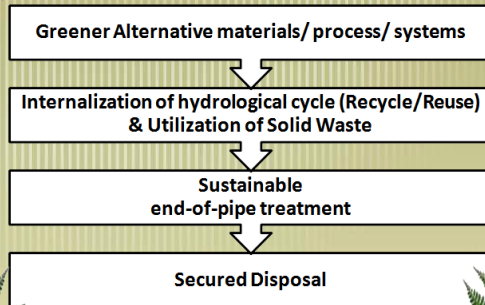 Greener Alternative materials/ process/ systems
Internalization of hydrological cycle (Recycle/Reuse)
& Utilization of Solid Waste
Sustainable
end-of-pipe treatment
Secured Disposal